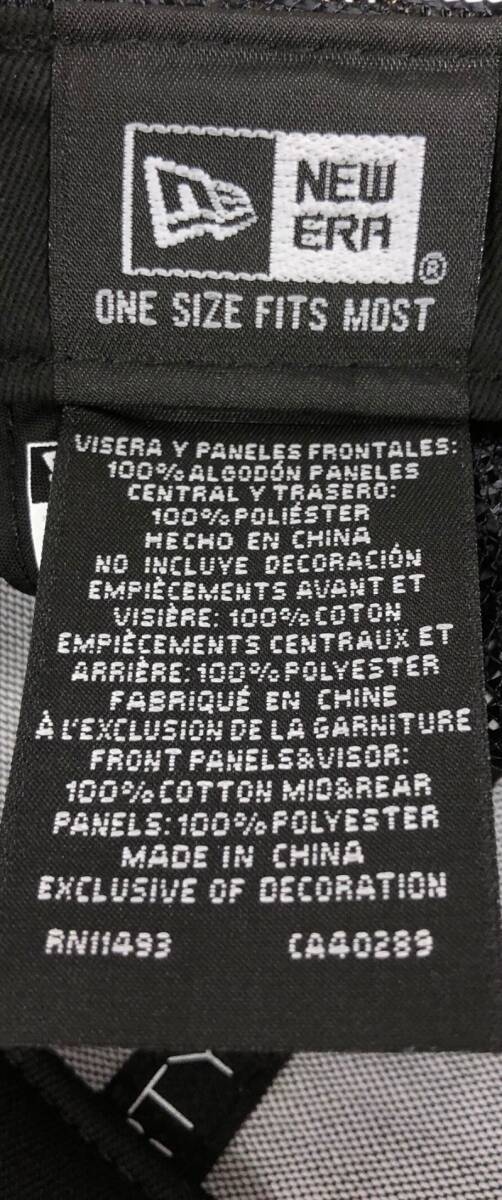 NEW
ERA
®
ONE SIZE FITS MOST
VISERA Y PANELES FRONTALES:
100% ALGODÓN PANELES
CENTRAL Y TRASERO:
100% POLIÉSTER
HECHO EN CHINA
NO INCLUYE DECORACIÓN
EMPIÈCEMENTS AVANT ET
VISIÈRE: 100% COTON
EMPIÈCEMENTS CENTRAUX ET
ARRIÈRE: 100% POLYESTER
FABRIQUÉ EN CHINE
À L'EXCLUSION DE LA GARNITURE
FRONT PANELS&VISOR:
100% COTTON MID&REAR
PANELS: 100% POLYESTER
MADE IN CHINA
EXCLUSIVE OF DECORATION
RN11493 CA40289
TY